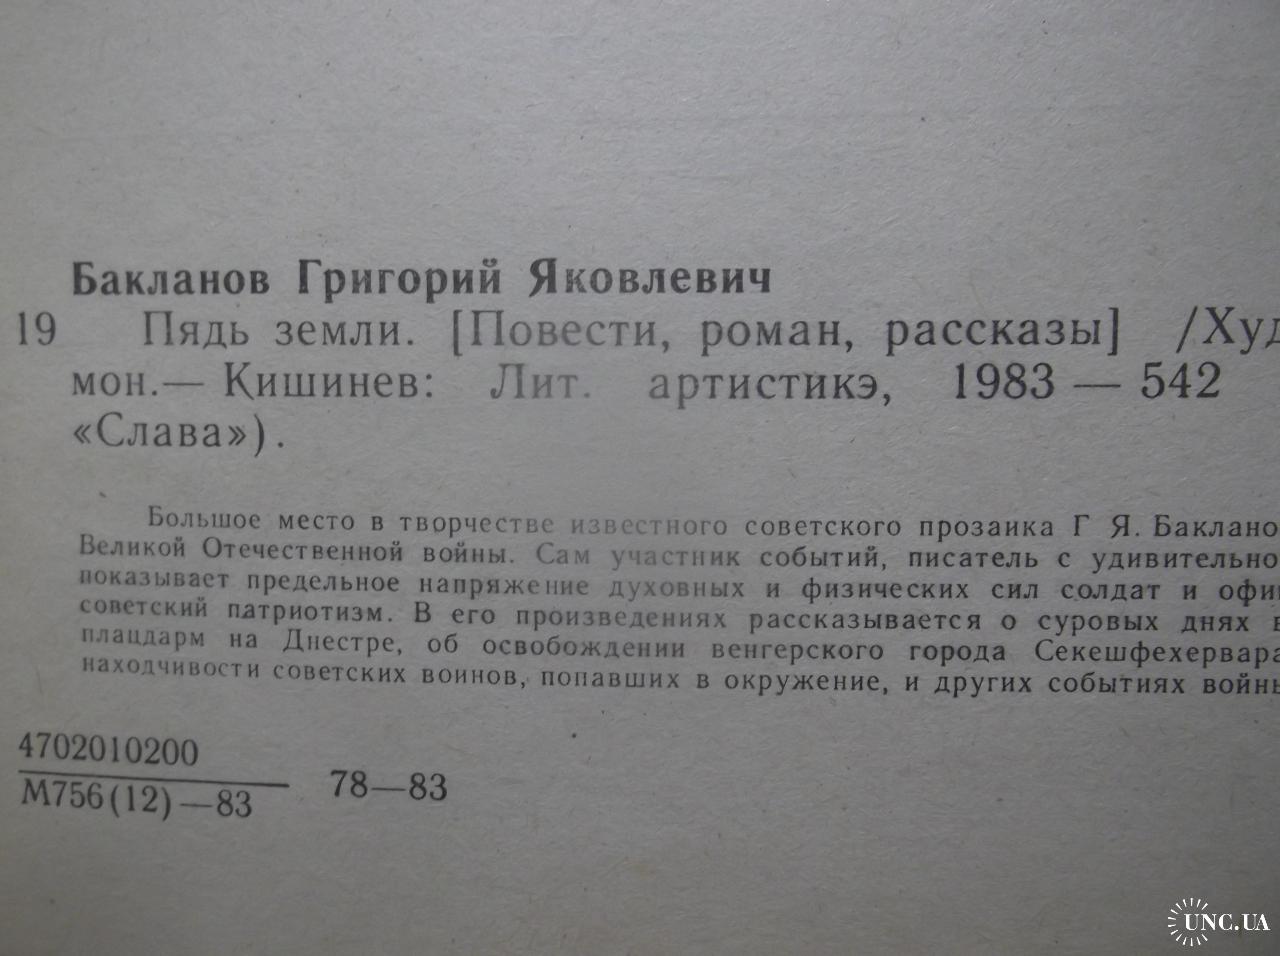 Бакланов Григорий Яковлевич
19 Пядь земли. [Повести, роман, рассказы] /Худ
мон.— Кишинев: Лит. артистикэ, 1983 — 542
«Слава»).
Большое место в творчестве известного советского прозаика Г Я. Баклано
Великой Отечественной войны. Сам участник событий, писатель с удивительно
показывает предельное напряжение духовных и физических сил солдат и офи
советский патриотизм. В его произведениях рассказывается о суровых днях в
плацдарм на Днестре, об освобождении венгерского города Секешфехервара
находчивости советских воинов, попавших в окружение, и других событиях войны
4702010200
М756(12)—83 78—83
UNC.UA